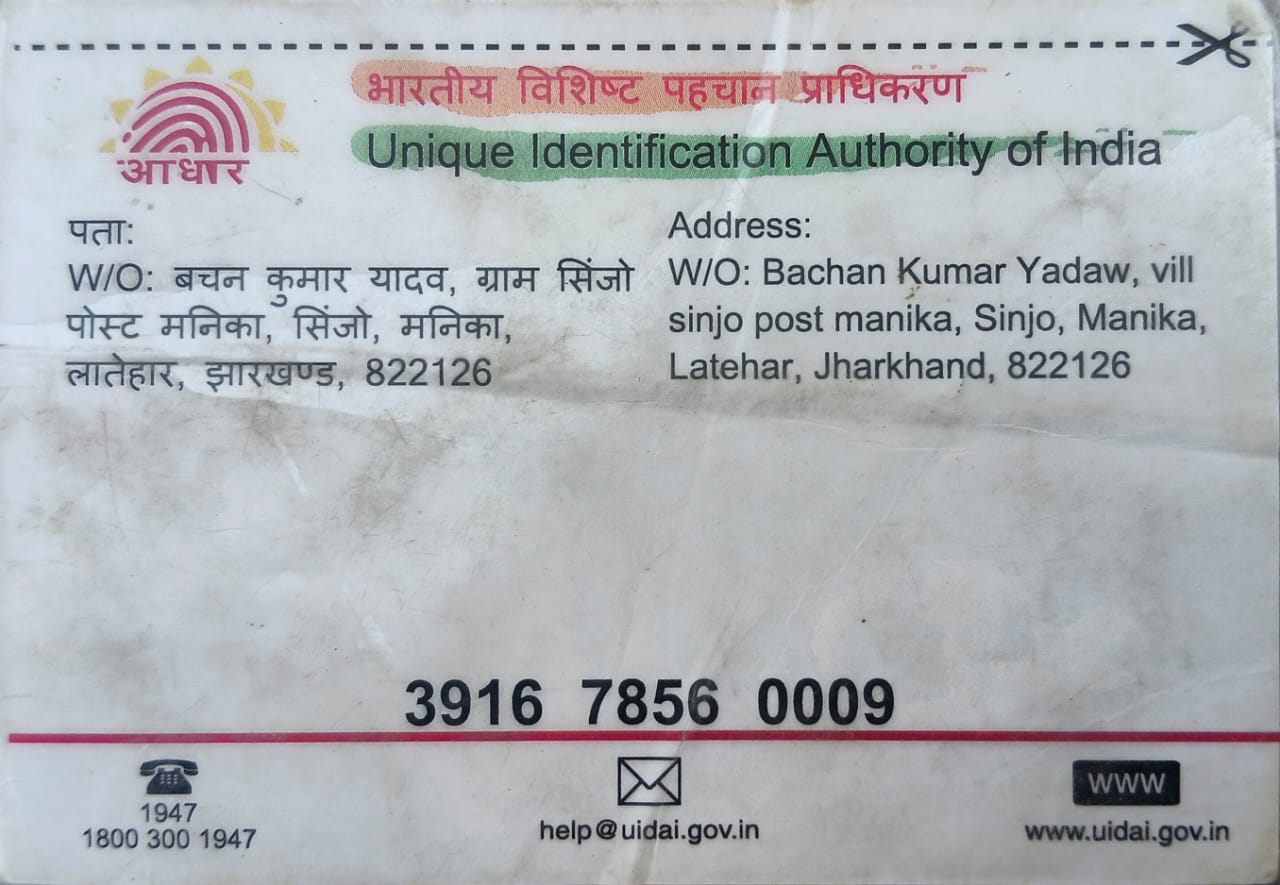 आधार
भारतीय विशिष्ट पहचान प्राधिकरण
Unique Identification Authority of India
पता:
W/O: बचन कुमार यादव, ग्राम सिंजो
पोस्ट मनिका, सिंजो, मनिका,
लातेहार, झारखण्ड, 822126
Address:
W/O: Bachan Kumar Yadaw, vill
sinjo post manika, Sinjo, Manika,
Latehar, Jharkhand, 822126
3916 7856 0009
1947
1800 300 1947
help@uidai.gov.in
www
www.uidai.gov.in